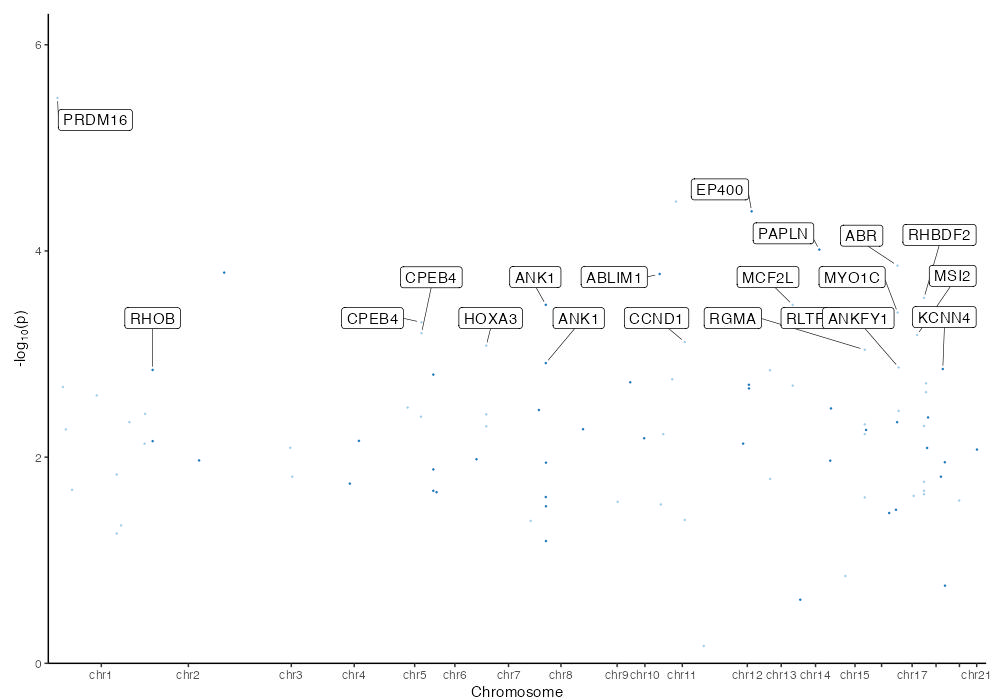 6
PRDM16
EP400
PAPLN
ABR
RHBDF2
4
CPEB4
ANK1
ABLIM1
MCF2L
MYO1C
MSI2
RHOB
CPEB4
HOXA3
ANK1
CCND1
RGMA
ANKFY1
KCNN4
-log10(p)
2
0
chr1 chr2 chr3 chr4 chr5 chr6 chr7 chr8 chr9 chr10 chr11 chr12 chr13 chr14 chr15 chr17 chr21
Chromosome